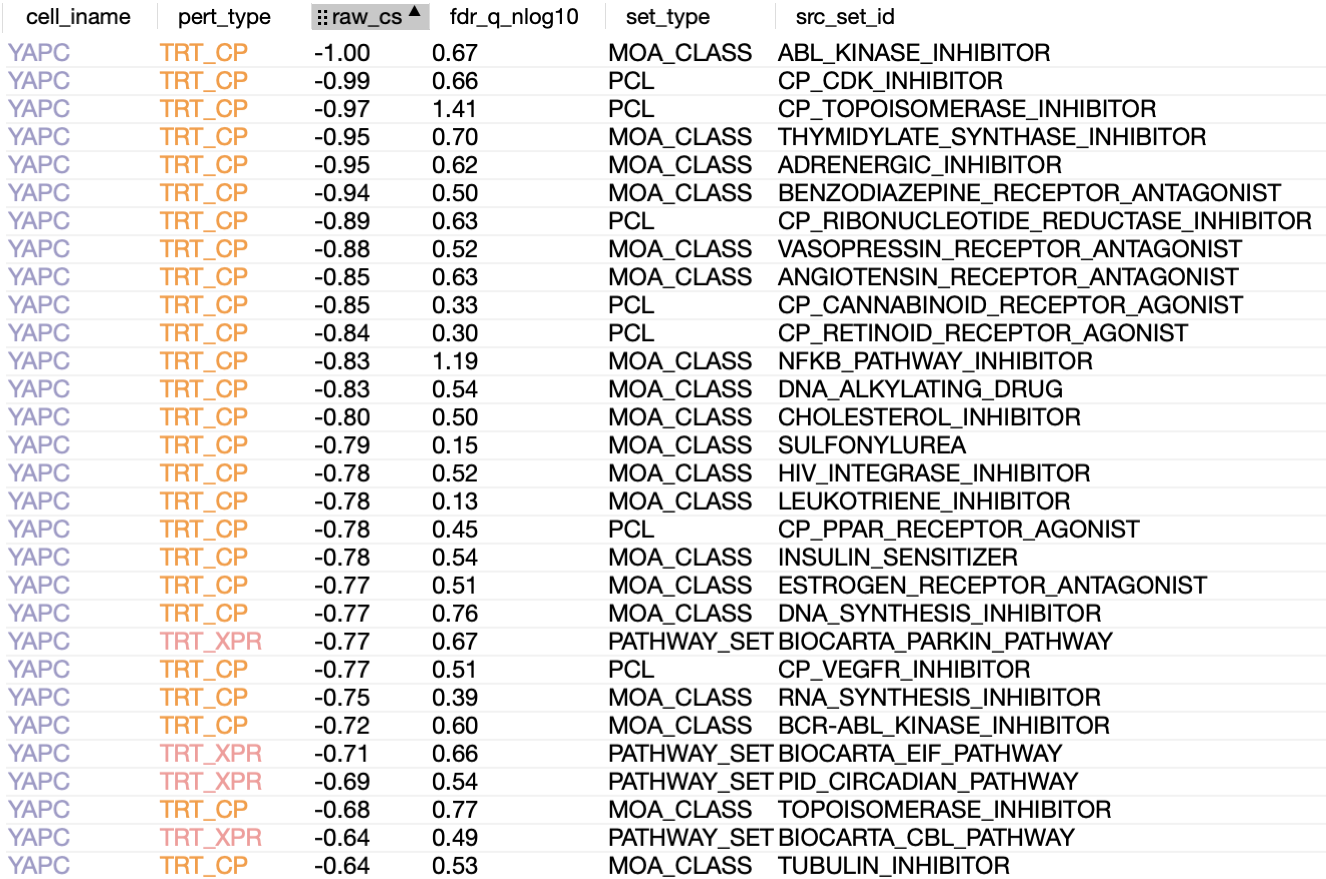 cell_iname pert_type raw_cs ▲ fdr_q_nlog10 set_type src_set_id
YAPC TRT_CP -1.00 0.67 MOA_CLASS ABL_KINASE_INHIBITOR
YAPC TRT_CP -0.99 0.66 PCL CP_CDK_INHIBITOR
YAPC TRT_CP -0.97 1.41 PCL CP_TOPOISOMERASE_INHIBITOR
YAPC TRT_CP -0.95 0.70 MOA_CLASS THYMIDYLATE_SYNTHASE_INHIBITOR
YAPC TRT_CP -0.95 0.62 MOA_CLASS ADRENERGIC_INHIBITOR
YAPC TRT_CP -0.94 0.50 MOA_CLASS BENZODIAZEPINE_RECEPTOR_ANTAGONIST
YAPC TRT_CP -0.89 0.63 PCL CP_RIBONUCLEOTIDE_REDUCTASE_INHIBITOR
YAPC TRT_CP -0.88 0.52 MOA_CLASS VASOPRESSIN_RECEPTOR_ANTAGONIST
YAPC TRT_CP -0.85 0.63 MOA_CLASS ANGIOTENSIN_RECEPTOR_ANTAGONIST
YAPC TRT_CP -0.85 0.33 PCL CP_CANNABINOID_RECEPTOR_AGONIST
YAPC TRT_CP -0.84 0.30 PCL CP_RETINOID_RECEPTOR_AGONIST
YAPC TRT_CP -0.83 1.19 MOA_CLASS NFKB_PATHWAY_INHIBITOR
YAPC TRT_CP -0.83 0.54 MOA_CLASS DNA_ALKYLATING_DRUG
YAPC TRT_CP -0.80 0.50 MOA_CLASS CHOLESTEROL_INHIBITOR
YAPC TRT_CP -0.79 0.15 MOA_CLASS SULFONYLUREA
YAPC TRT_CP -0.78 0.52 MOA_CLASS HIV_INTEGRASE_INHIBITOR
YAPC TRT_CP -0.78 0.13 MOA_CLASS LEUKOTRIENE_INHIBITOR
YAPC TRT_CP -0.78 0.45 PCL CP_PPAR_RECEPTOR_AGONIST
YAPC TRT_CP -0.78 0.54 MOA_CLASS INSULIN_SENSITIZER
YAPC TRT_CP -0.77 0.51 MOA_CLASS ESTROGEN_RECEPTOR_ANTAGONIST
YAPC TRT_CP -0.77 0.76 MOA_CLASS DNA_SYNTHESIS_INHIBITOR
YAPC TRT_XPR -0.77 0.67 PATHWAY_SET BIOCARTA_PARKIN_PATHWAY
YAPC TRT_CP -0.77 0.51 PCL CP_VEGFR_INHIBITOR
YAPC TRT_CP -0.75 0.39 MOA_CLASS RNA_SYNTHESIS_INHIBITOR
YAPC TRT_CP -0.72 0.60 MOA_CLASS BCR-ABL_KINASE_INHIBITOR
YAPC TRT_XPR -0.71 0.66 PATHWAY_SET BIOCARTA_EIF_PATHWAY
YAPC TRT_XPR -0.69 0.54 PATHWAY_SET PID_CIRCADIAN_PATHWAY
YAPC TRT_CP -0.68 0.77 MOA_CLASS TOPOISOMERASE_INHIBITOR
YAPC TRT_XPR -0.64 0.49 PATHWAY_SET BIOCARTA_CBL_PATHWAY
YAPC TRT_CP -0.64 0.53 MOA_CLASS TUBULIN_INHIBITOR